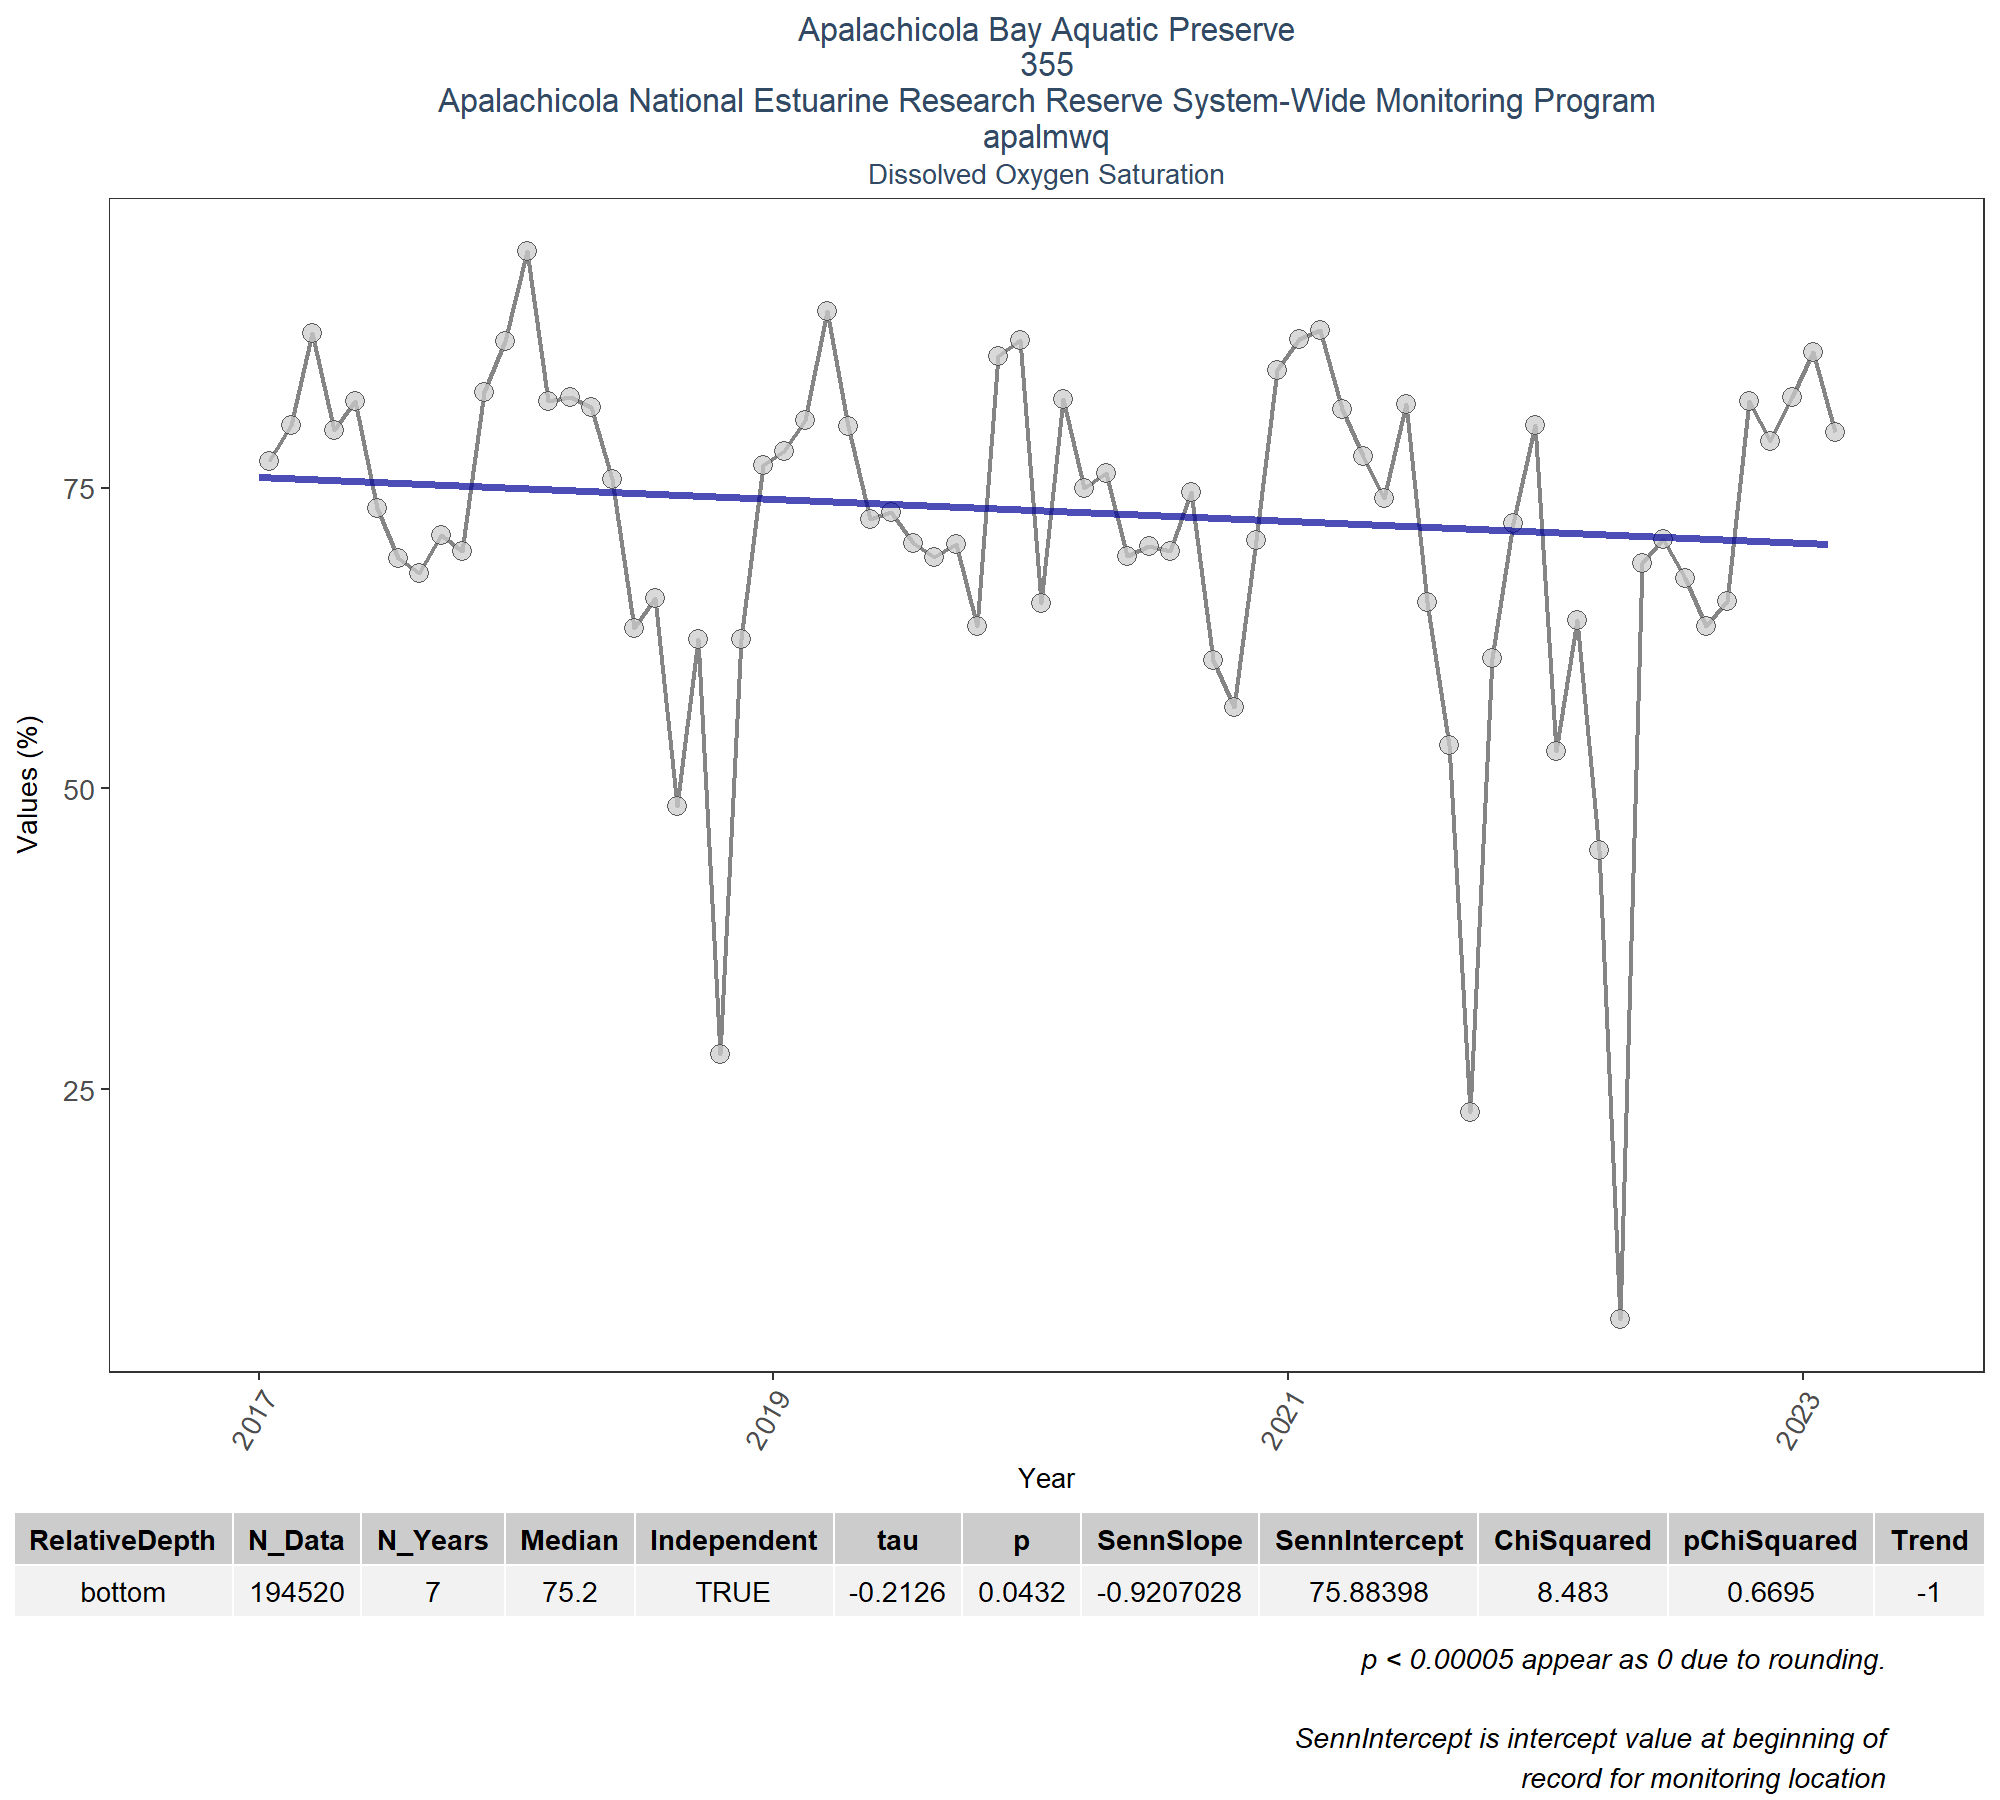 Apalachicola Bay Aquatic Preserve
355
Apalachicola National Estuarine Research Reserve System-Wide Monitoring Program
apalmwq
Dissolved Oxygen Saturation
Values (%)
75
50
25
2017
2019
2021
2023
Year
RelativeDepth N_Data N_Years Median Independent tau p SennSlope SennIntercept ChiSquared pChiSquared Trend
bottom 194520 7 75.2 TRUE -0.2126 0.0432 -0.9207028 75.88398 8.483 0.6695 -1
p < 0.00005 appear as 0 due to rounding.
SennIntercept is intercept value at beginning of
record for monitoring location